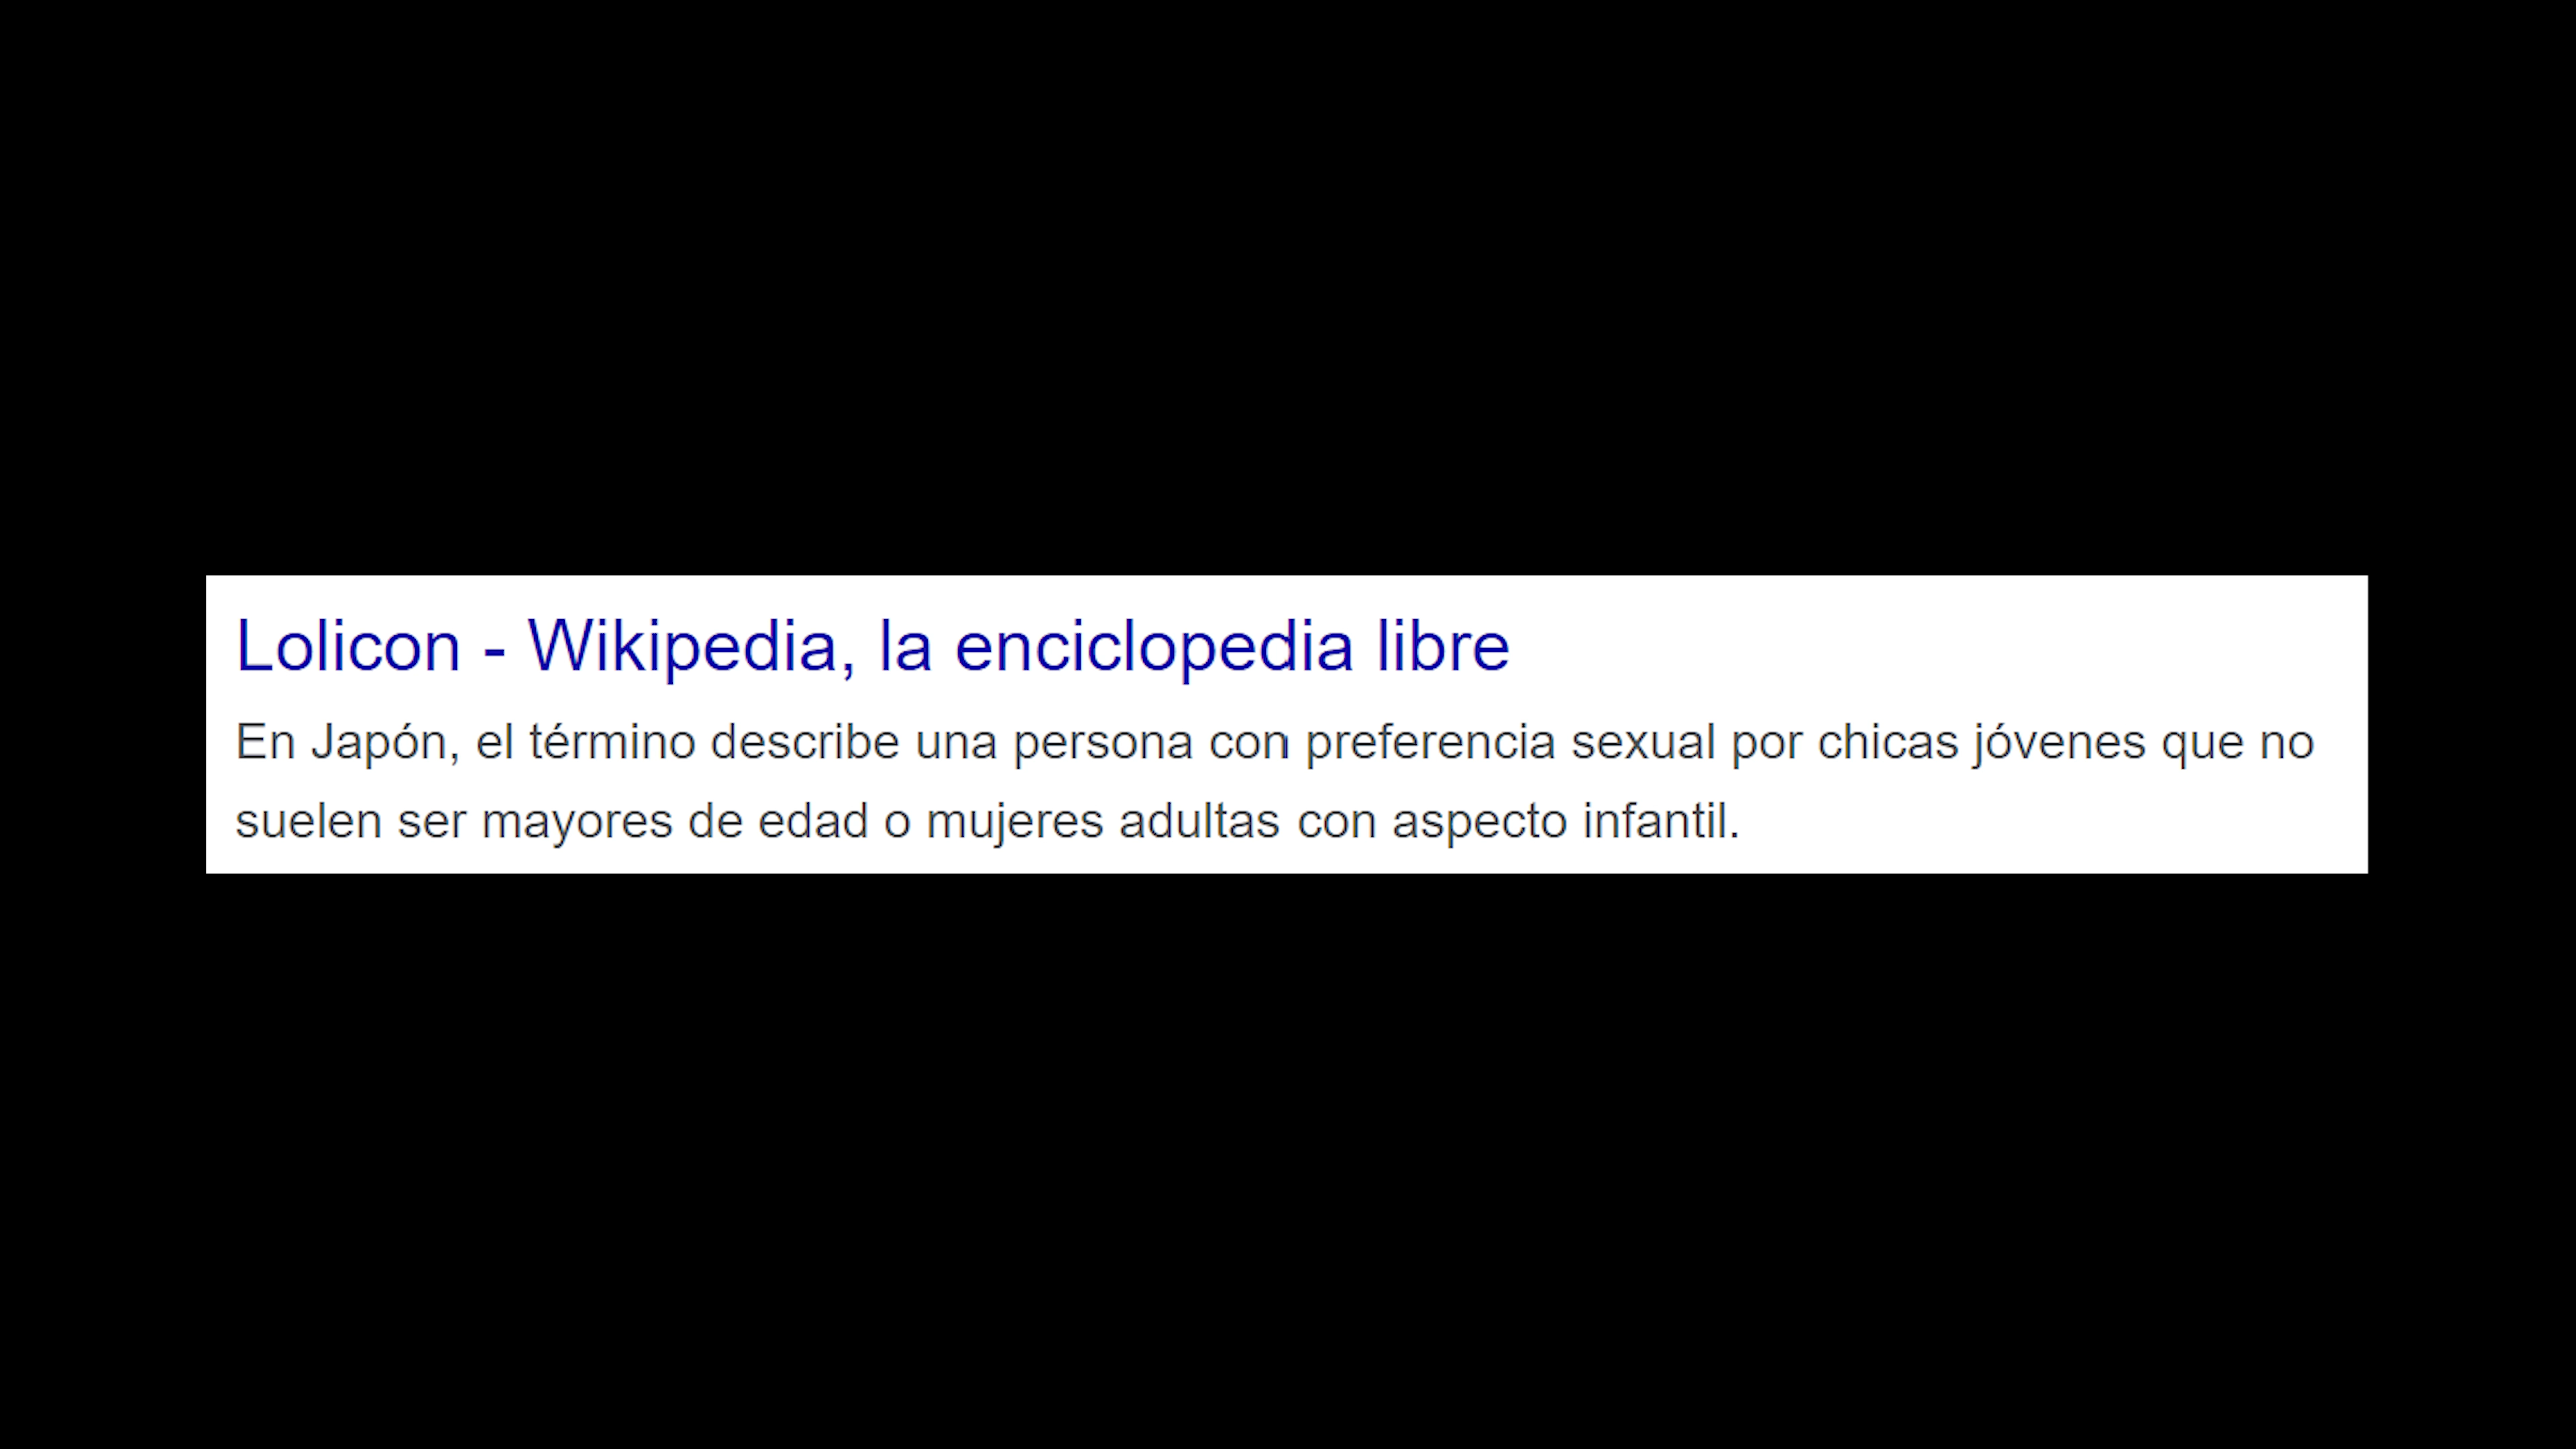 Lolicon - Wikipedia, la enciclopedia libre
En Japón, el término describe una persona con preferencia sexual por chicas jóvenes que no
suelen ser mayores de edad o mujeres adultas con aspecto infantil.